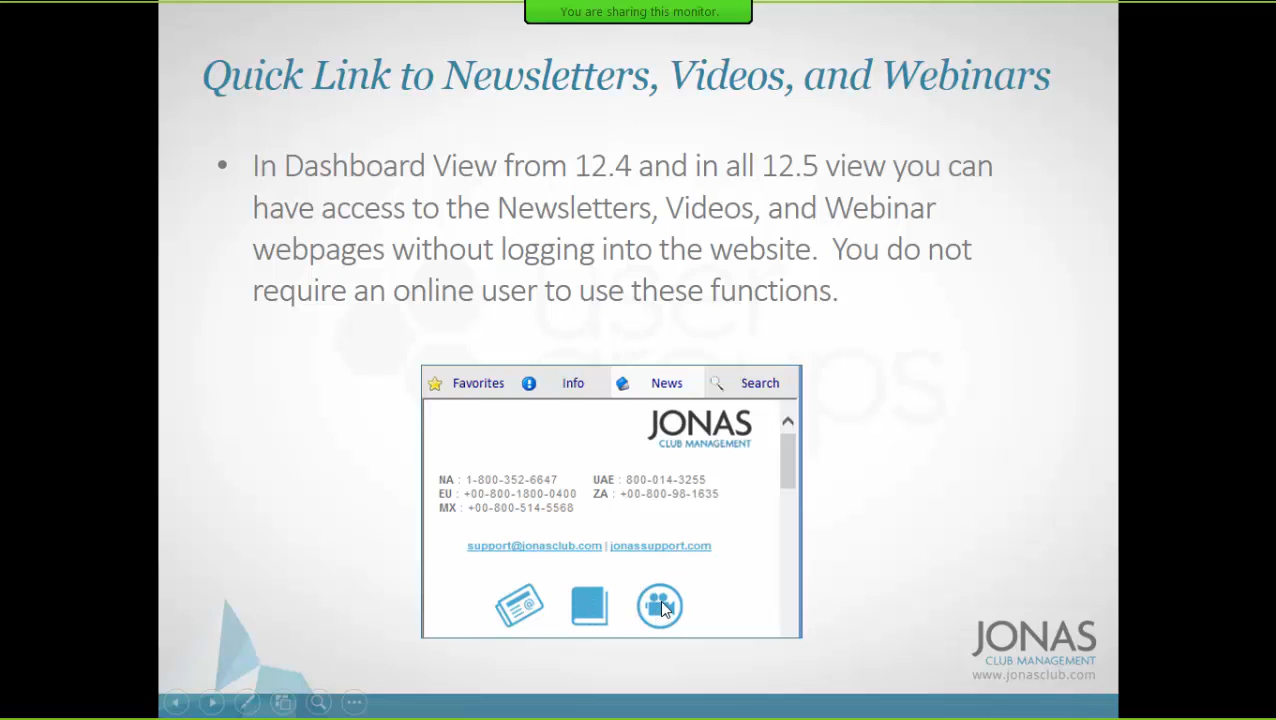 You are sharing this monitor.
Quick Link to Newsletters, Videos, and Webinars
• In Dashboard View from 12.4 and in all 12.5 view you can
have access to the Newsletters, Videos, and Webinar
webpages without logging into the website.  You do not
require an online user to use these functions.
user
groups
Favorites Info News Search
JONAS
CLUB MANAGEMENT
NA : 1-800-352-6647 UAE : 800-014-3255
EU : +00-800-1800-0400 ZA : +00-800-98-1635
MX : +00-800-514-5568
support@jonasclub.com | jonassupport.com
JONAS
CLUB MANAGEMENT
www.jonasclub.com